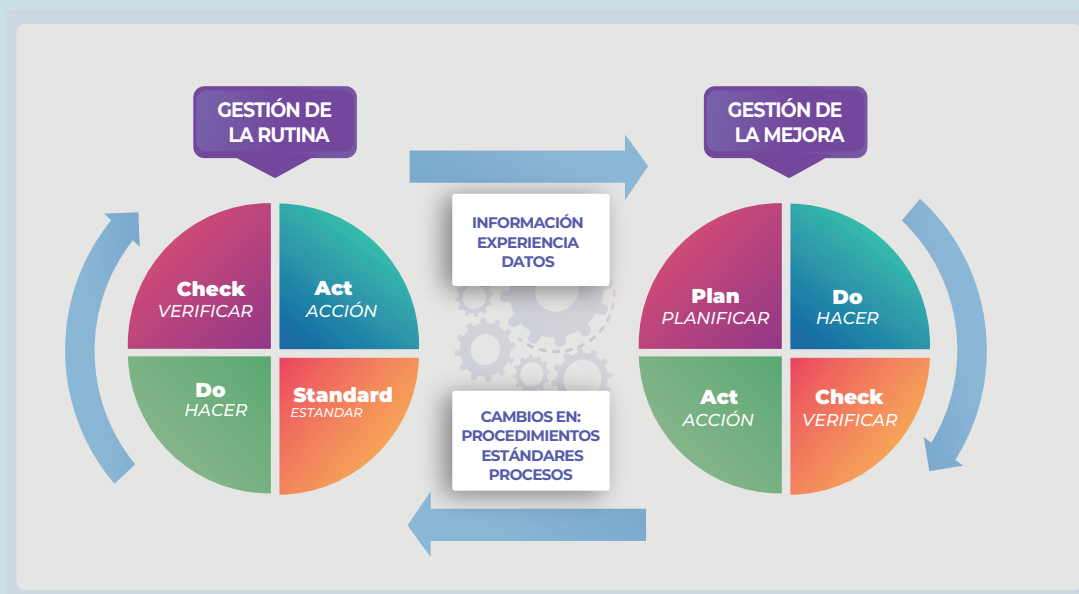 GESTIÓN DE
LA RUTINA
Check
VERIFICAR
Act
ACCIÓN
Do
HACER
Standard
ESTANDAR
INFORMACIÓN
EXPERIENCIA
DATOS
CAMBIOS EN:
PROCEDIMIENTOS
ESTÁNDARES
PROCESOS
GESTIÓN DE
LA MEJORA
Plan
PLANIFICAR
Do
HACER
Act
ACCIÓN
Check
VERIFICAR